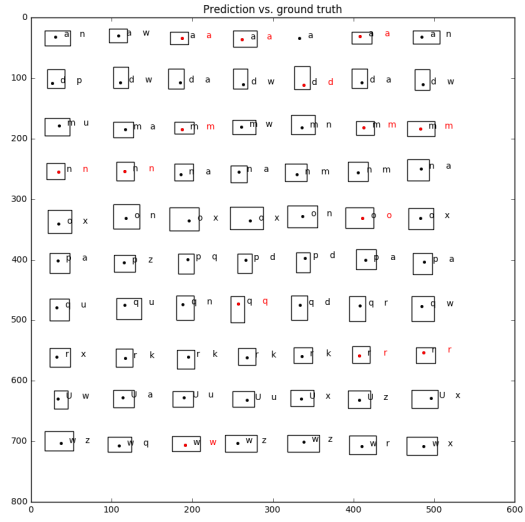 Prediction vs. ground truth
0
a n a w a a a a a a a a n
100
d p d w d a d w d d d a d w
200
m u m a m m m w m n m m m m
300
n n n n n a n a n m n m n a
400
o x o n o x o x o n o o o x
p a p z p q p d p d p a p a
500
q u q u q n q q q d q r q w
600
r x r k r k r k r k r r r r
U w U a U u U u U x U z U x
700
w z w q w w w z w z w r w x
800
0 100 200 300 400 500 600